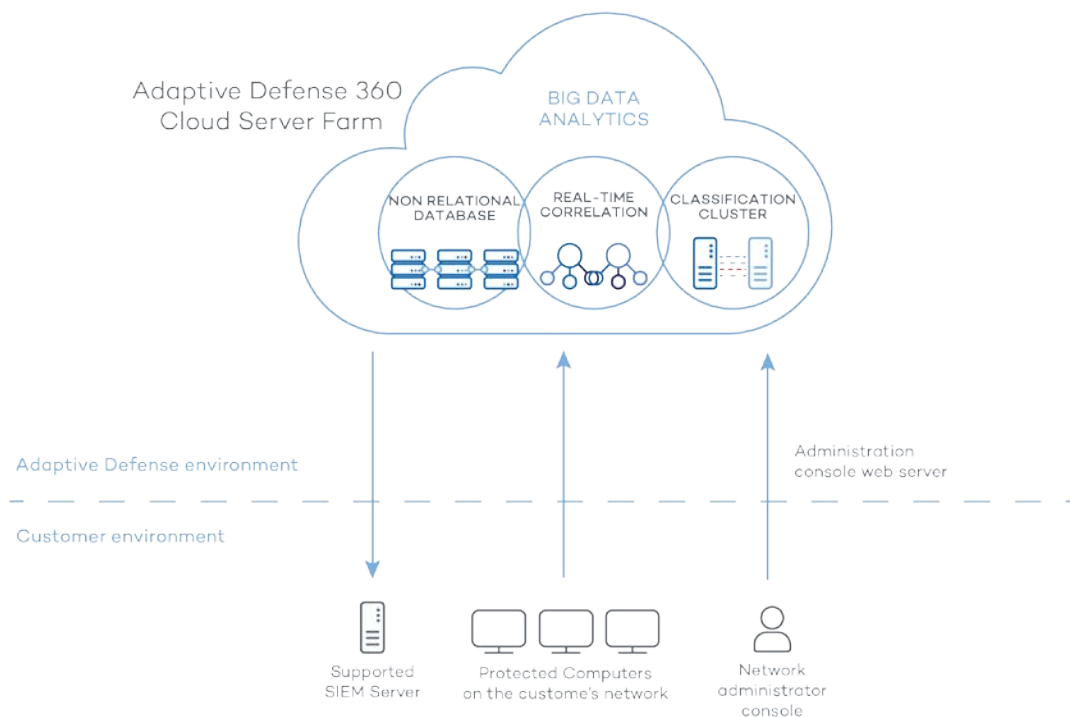 Adaptive Defense 360
Cloud Server Farm
BIG DATA
ANALYTICS
NON RELATIONAL
DATABASE
REAL-TIME
CORRELATION
CLASSIFICATION
CLUSTER
Administration
console web server
Adaptive Defense environment
Customer environment
Supported
SIEM Server
Protected Computers
on the custome's network
Network
administrator
console